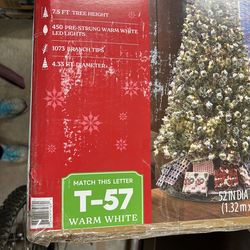 7.5 FT TREE HEIGHT
450 PRE-STRUNG WARM WHITE
LED LIGHTS
1073 BRANCH TIPS
4.33 FT DIAMETER
MATCH THIS LETTER
T-57
WARM WHITE
52 IN DIA
(1.32 m